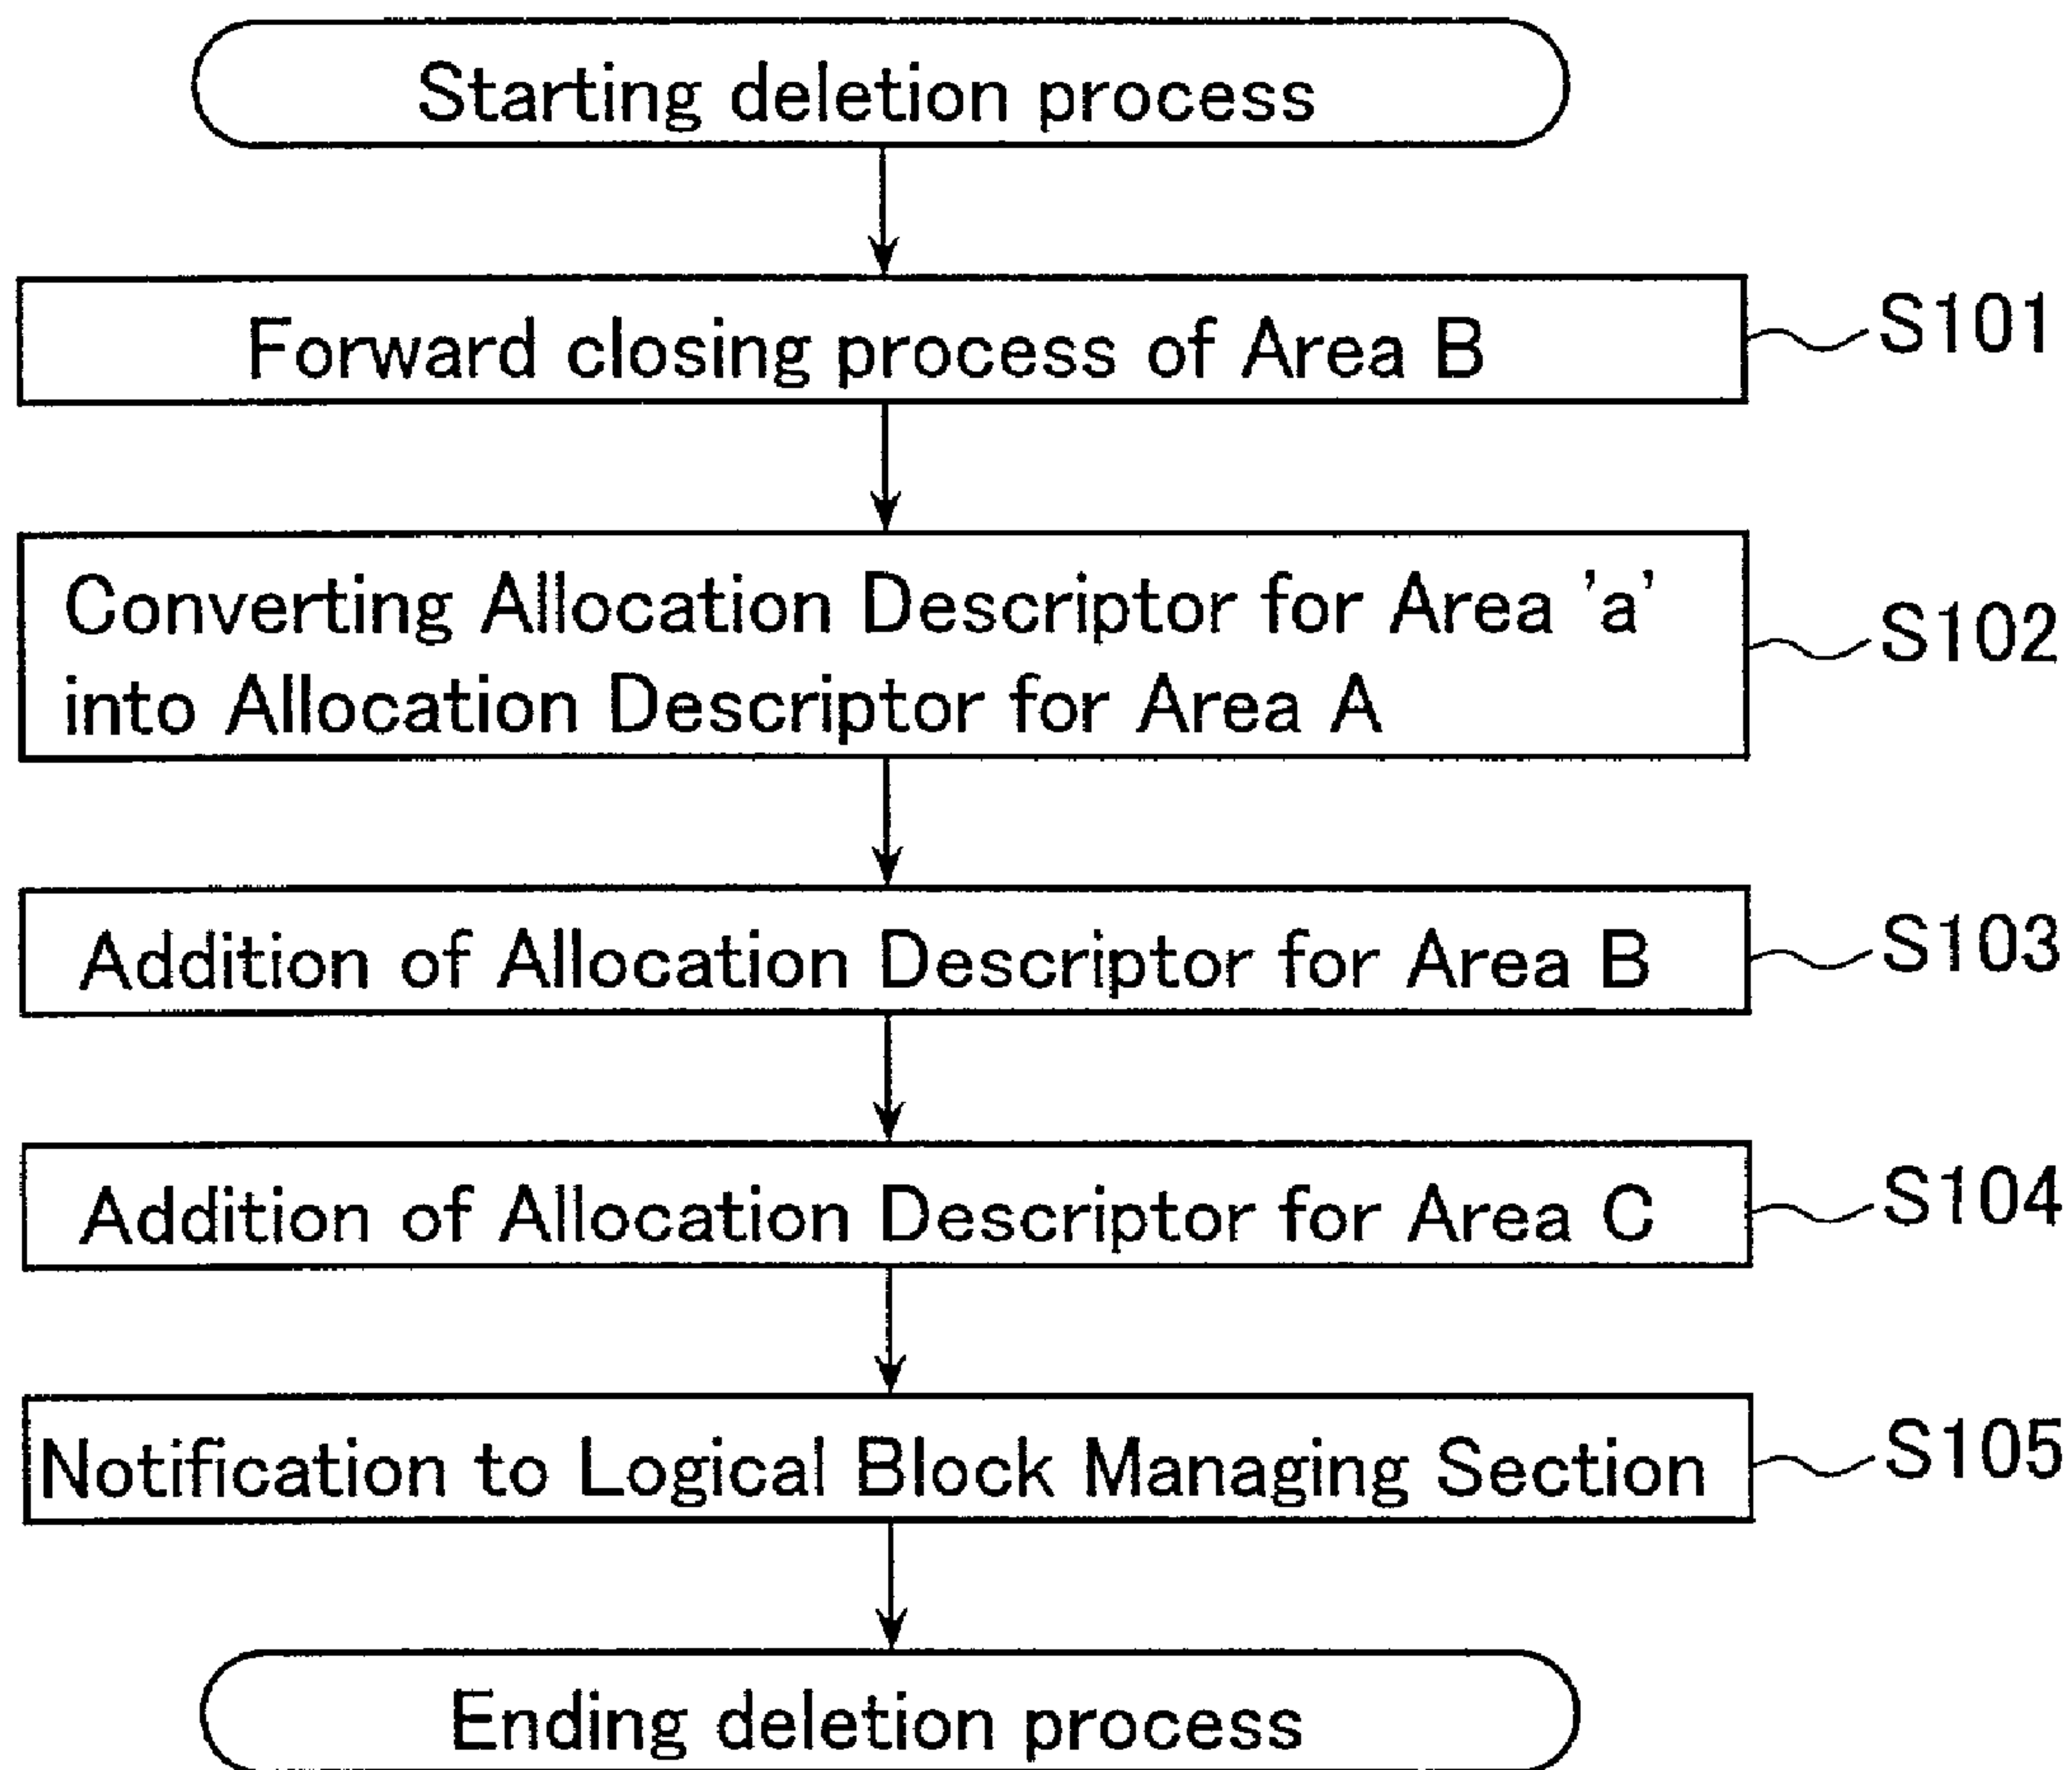 Starting deletion process
Forward closing process of Area B
S101
Converting Allocation Descriptor for Area 'a'
into Allocation Descriptor for Area A
S102
Addition of Allocation Descriptor for Area B
S103
Addition of Allocation Descriptor for Area C
S104
Notification to Logical Block Managing Section
S105
Ending deletion process